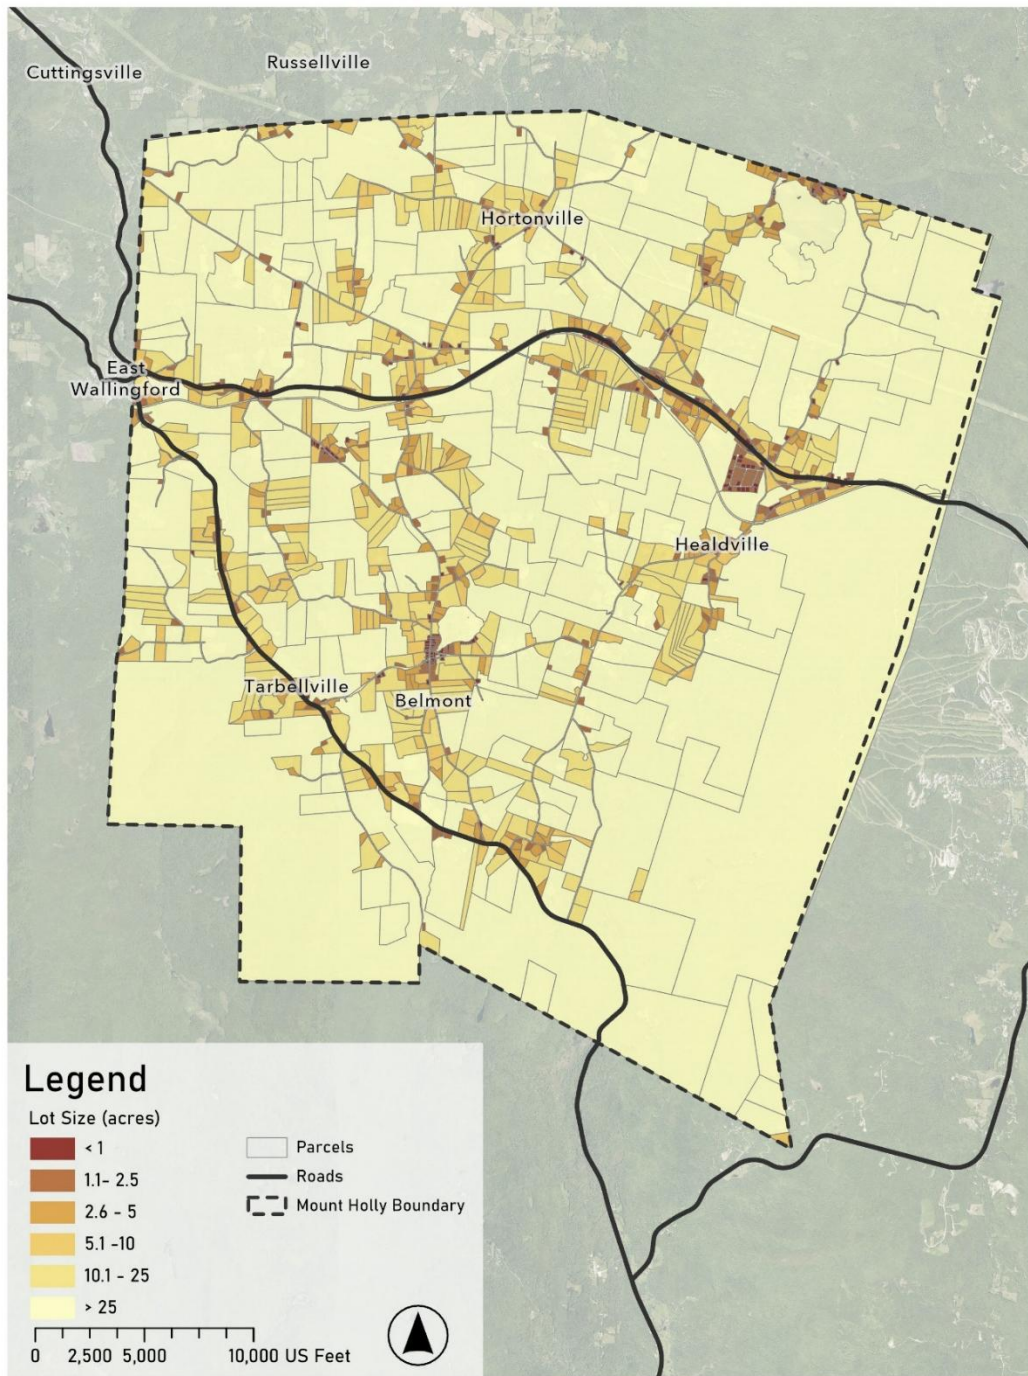 Cuttingsville
Russellville
Hortonville
East
Wallingford
Healdville
Tarbellville
Belmont
Legend
Lot Size (acres)
< 1
1.1- 2.5
2.6 - 5
5.1 -10
10.1 - 25
> 25
Parcels
Roads
Mount Holly Boundary
0 2,500 5,000 10,000 US Feet